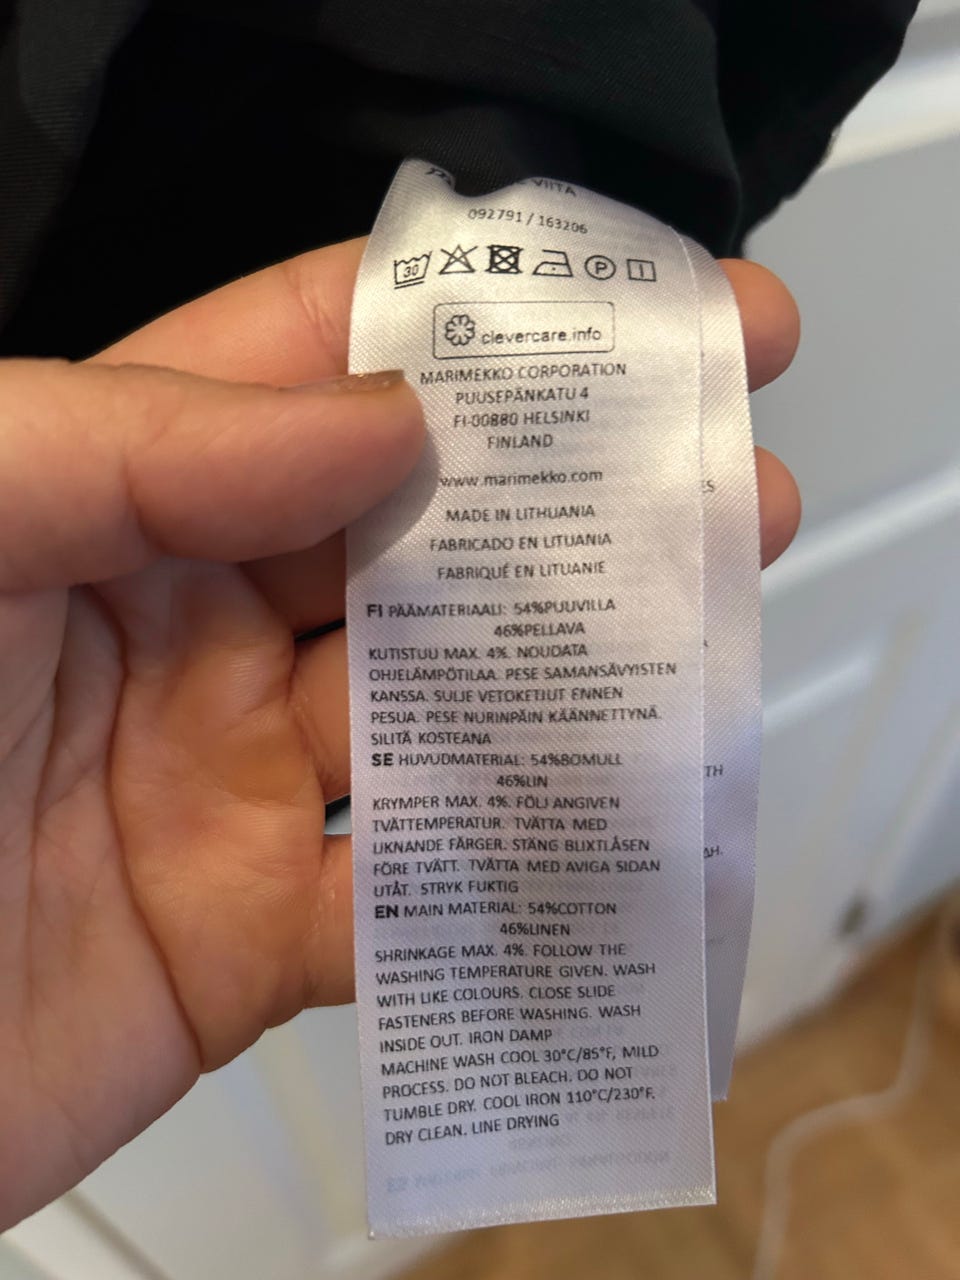 VIITA
092791 / 163206
30 P
clevercare.info
MARIMEKKO CORPORATION
PUUSEPÄNKATU 4
FI-00880 HELSINKI
FINLAND
www.marimekko.com
MADE IN LITHUANIA
FABRICADO EN LITUANIA
FABRIQUÉ EN LITUANIE
FI PÄÄMATERIAALI: 54%PUUVILLA
46%PELLAVA
KUTISTUU MAX. 4%. NOUDATA
OHJELÄMPÖTILAA. PESE SAMANSÄVYISTEN
KANSSA. SULJE VETOKETJUT ENNEN
PESUA. PESE NURINPÄIN KÄÄNNETTYNÄ.
SILITÄ KOSTEANA
SE HUVUDMATERIAL: 54%BOMULL
46%LIN
KRYMPER MAX. 4%. FÖLJ ANGIVEN
TVÄTTEMPERATUR. TVÄTTA MED
LIKNANDE FÄRGER. STÄNG BLIXTLÅSEN
FÖRE TVÄTT. TVÄTTA MED AVIGA SIDAN
UTÅT. STRYK FUKTIG
EN MAIN MATERIAL: 54%COTTON
46%LINEN
SHRINKAGE MAX. 4%. FOLLOW THE
WASHING TEMPERATURE GIVEN. WASH
WITH LIKE COLOURS. CLOSE SLIDE
FASTENERS BEFORE WASHING. WASH
INSIDE OUT. IRON DAMP
MACHINE WASH COOL 30°C/85°F, MILD
PROCESS. DO NOT BLEACH. DO NOT
TUMBLE DRY. COOL IRON 110°C/230°F.
DRY CLEAN. LINE DRYING